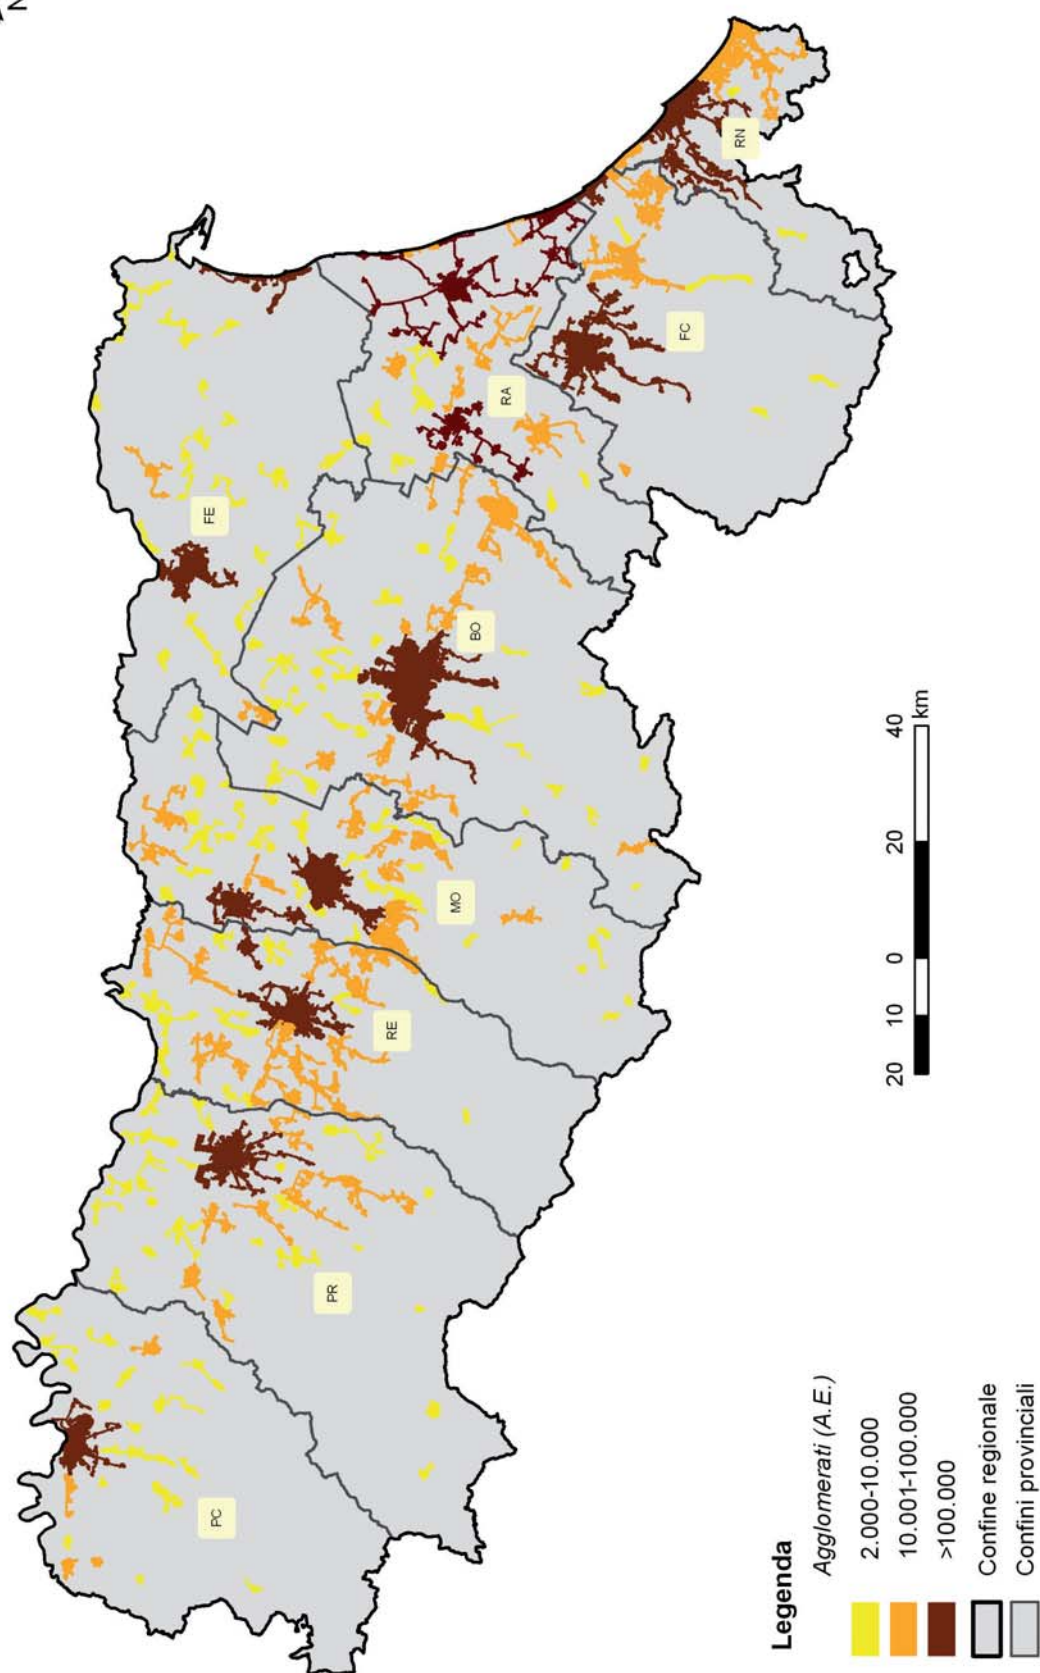 N
PC
PR
RE
MO
BO
FE
RA
FC
RN
20 10 0 20 40
km
Legenda
Agglomerati (A.E.)
2.000-10.000
10.001-100.000
>100.000
Confine regionale
Confini provinciali